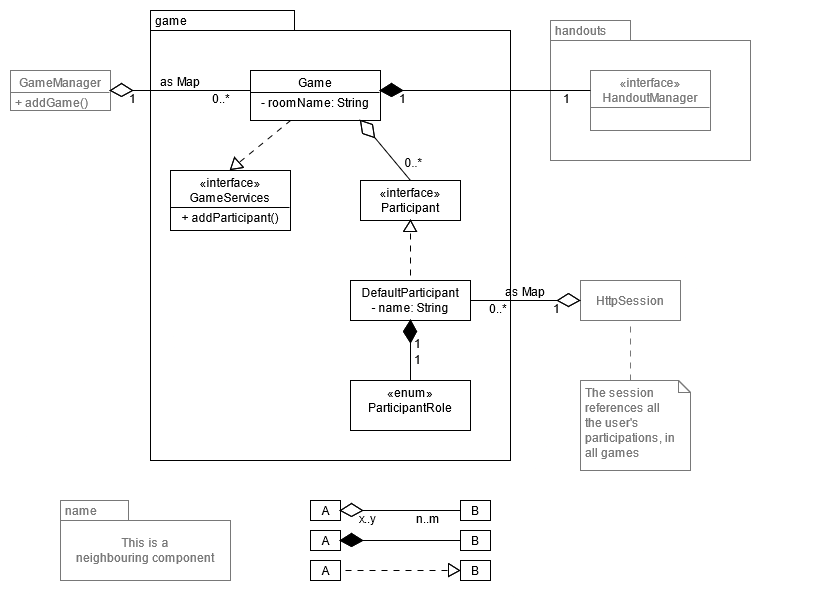 game
handouts
GameManager
+ addGame()
1
as Map
0..*
Game
- roomName: String
1
1
«interface»
HandoutManager
0..*
«interface»
GameServices
+ addParticipant()
«interface»
Participant
DefaultParticipant
- name: String
as Map
0..*
1
HttpSession
1
1
«enum»
ParticipantRole
The session
references all
the user's
participations, in
all games
name
This is a
neighbouring component
A
x..y
n..m
B
A
B
A
B